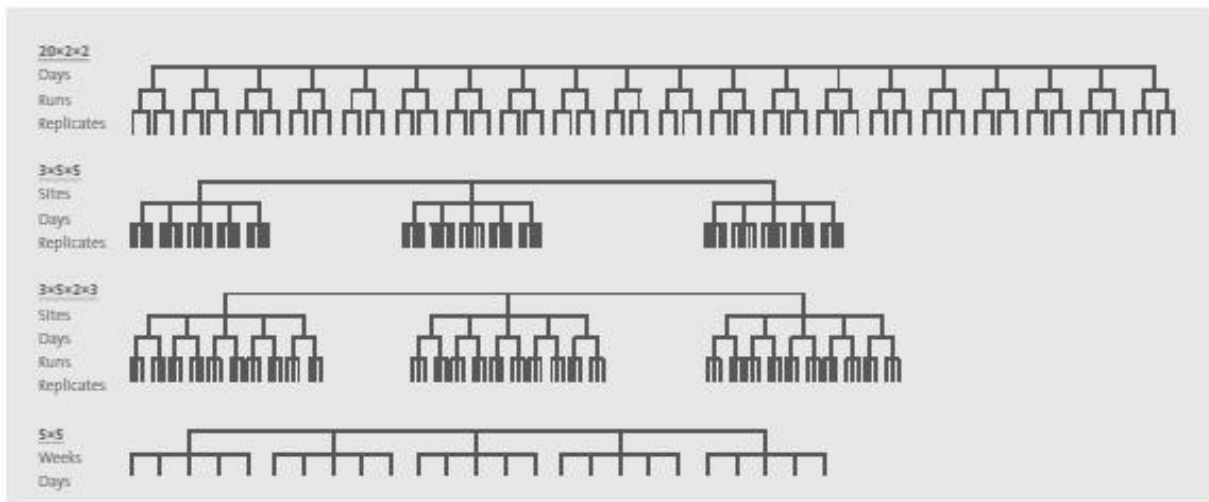 20×2×2
Days
Runs
Replicates
3×5×5
Sites
Days
Replicates
3×5×2×3
Sites
Days
Runs
Replicates
5×5
Weeks
Days